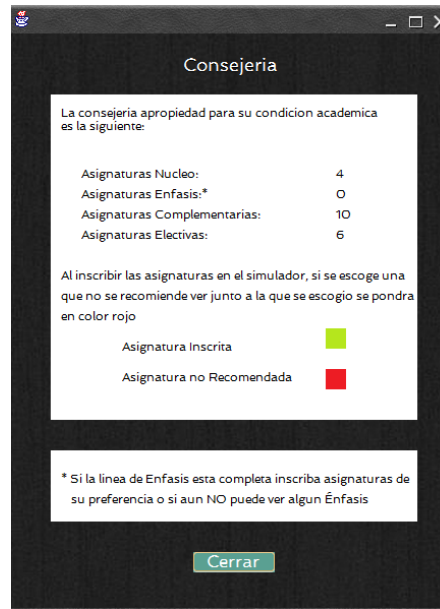 Consejeria
La consejeria apropiedad para su condicion academica
es la siguiente:
Asignaturas Nucleo: 4
Asignaturas Enfasis:* 0
Asignaturas Complementarias: 10
Asignaturas Electivas: 6
Al inscribir las asignaturas en el simulador, si se escoge una
que no se recomiende ver junto a la que se escogio se pondra
en color rojo
Asignatura Inscrita
Asignatura no Recomendada
* Si la linea de Enfasis esta completa inscriba asignaturas de
su preferencia o si aun NO puede ver algun Énfasis
Cerrar